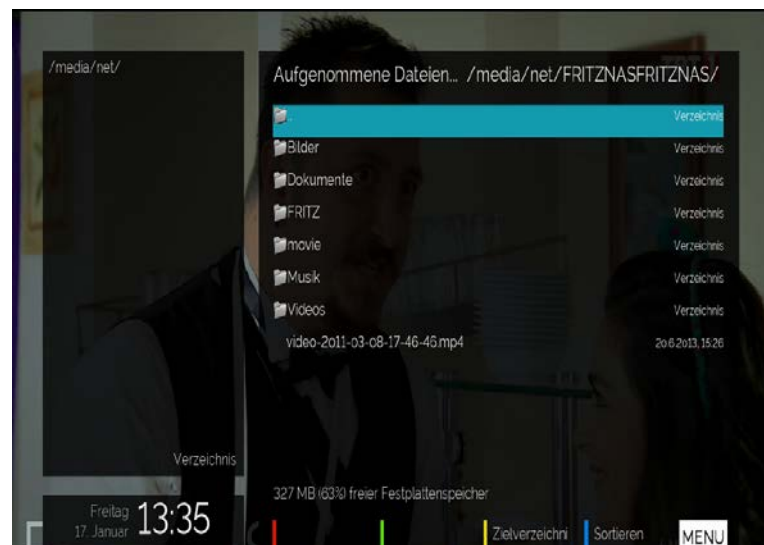 /media/net/
Verzeichnis
Aufgenommene Dateien... /media/net/FRITZNASFRITZNAS/
.. Verzeichnis
Bilder Verzeichnis
Dokumente Verzeichnis
FRITZ Verzeichnis
movie Verzeichnis
Musik Verzeichnis
Videos Verzeichnis
video-2011-03-08-17-46-46.mp4 20.6.2013, 15:26
327 MB (63%) freier Festplattenspeicher
Freitag
17. Januar 13:35
Zielverzeichni Sortieren MENU